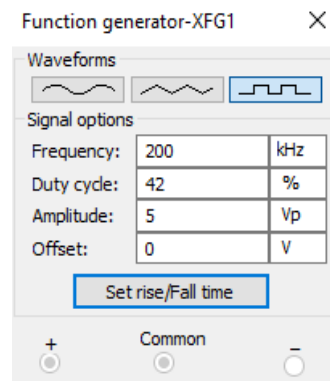 Function generator-XFG1 ×
Waveforms
Signal options
Frequency: 200 kHz
Duty cycle: 42 %
Amplitude: 5 Vp
Offset: 0 V
Set rise/Fall time
+ Common –